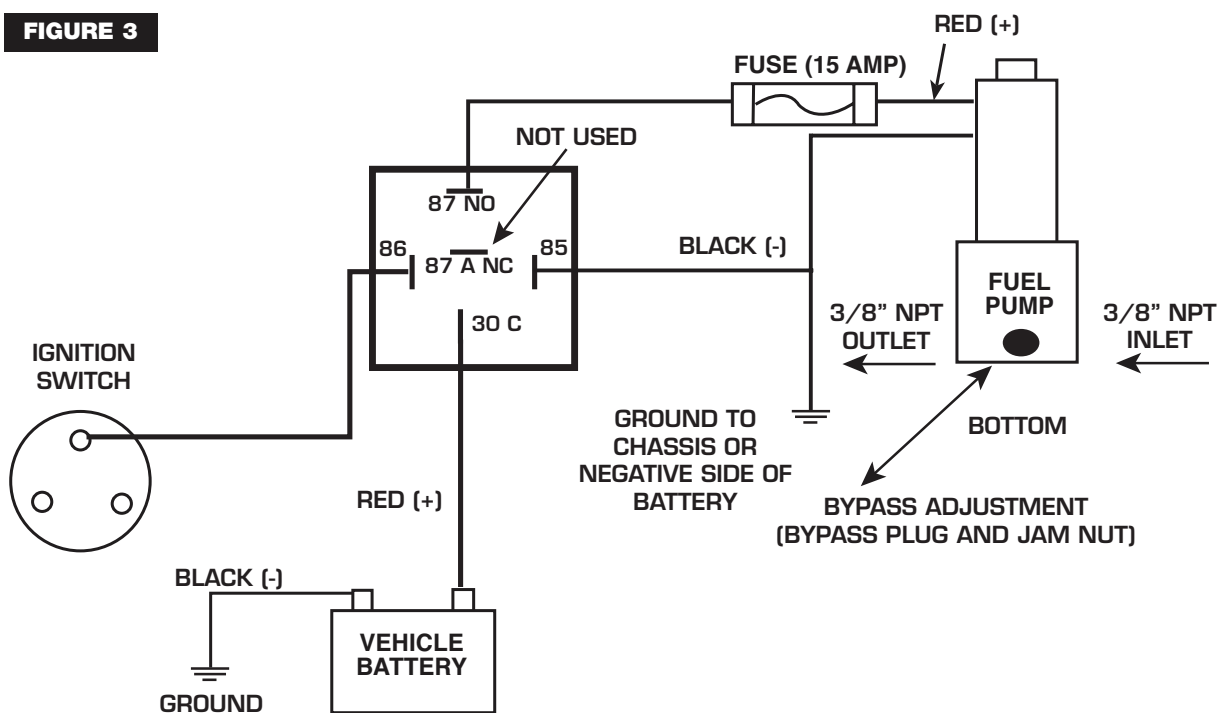 FIGURE 3
RED (+)
FUSE (15 AMP)
NOT USED
87 NO
86
87 A NC
85
30 C
BLACK (-)
FUEL
PUMP
3/8” NPT
OUTLET
3/8” NPT
INLET
IGNITION
SWITCH
GROUND TO
CHASSIS OR
NEGATIVE SIDE OF
BATTERY
BOTTOM
BYPASS ADJUSTMENT
(BYPASS PLUG AND JAM NUT)
RED (+)
BLACK (-)
VEHICLE
BATTERY
GROUND